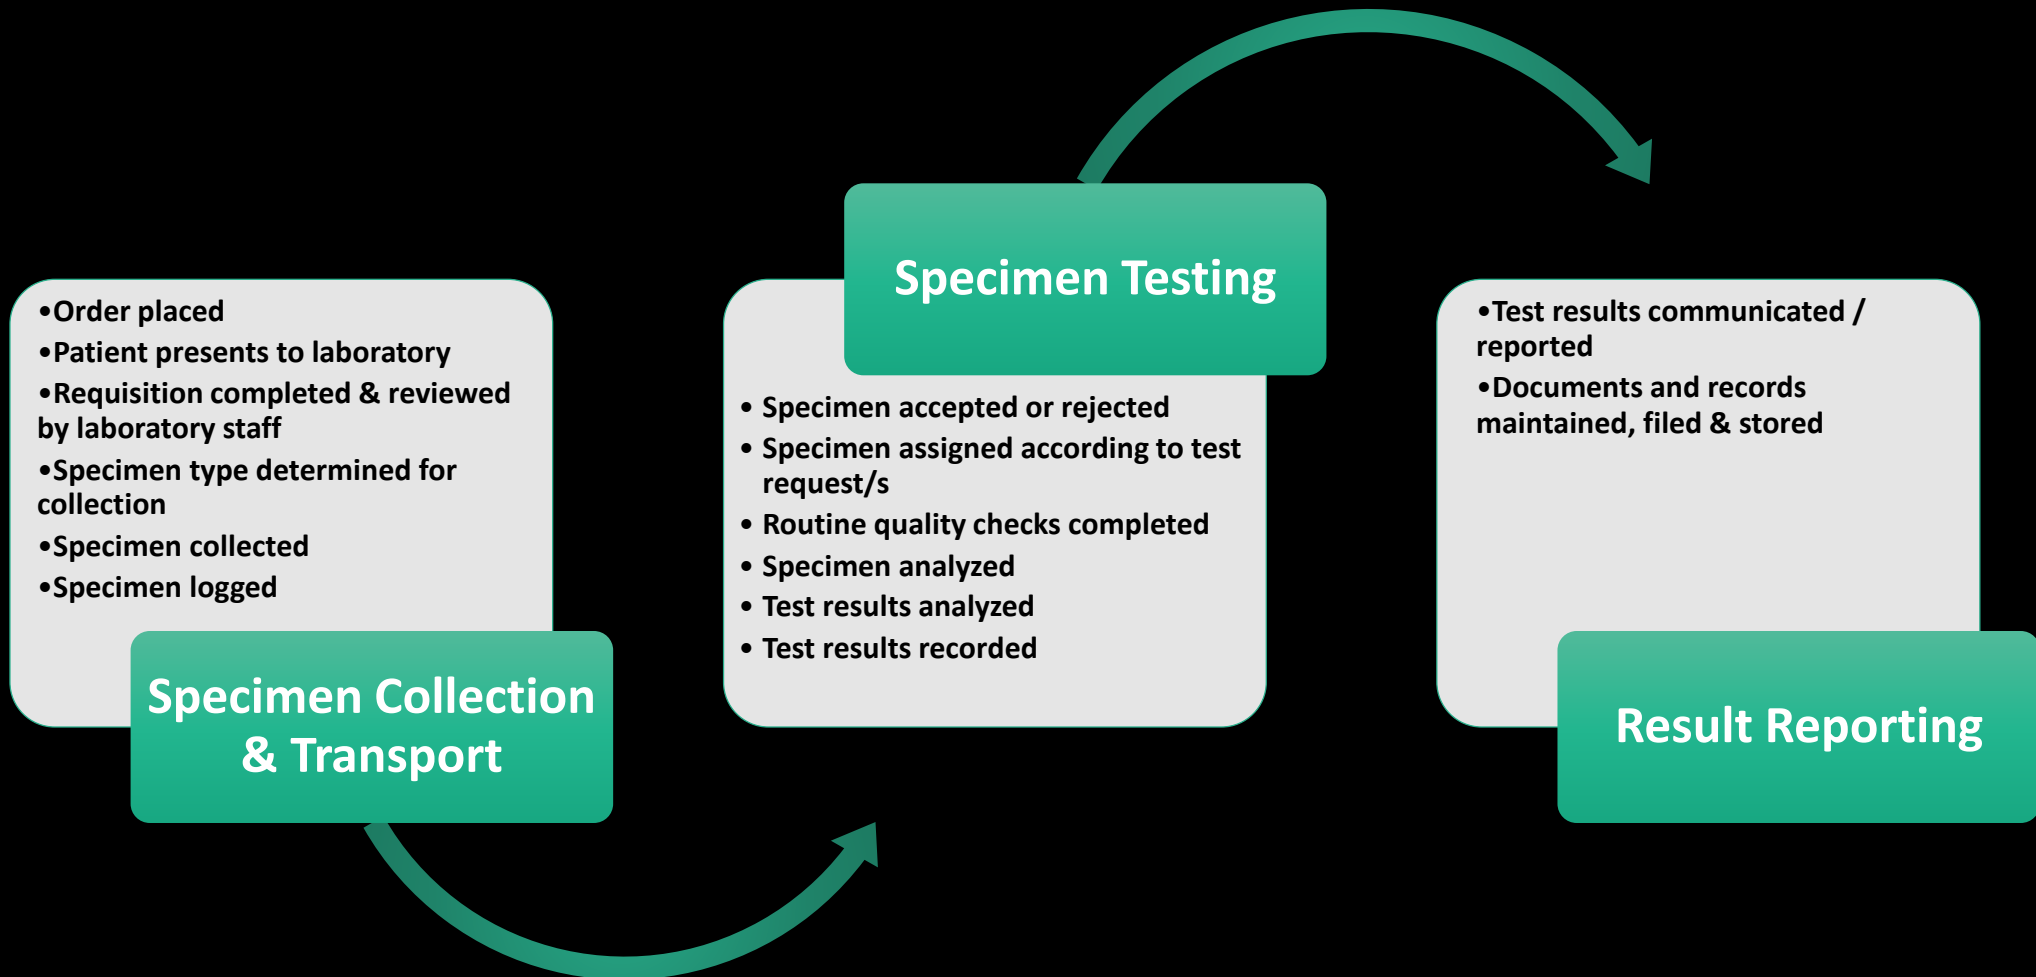 •Order placed
•Patient presents to laboratory
•Requisition completed & reviewed
by laboratory staff
•Specimen type determined for
collection
•Specimen collected
•Specimen logged
Specimen Collection
& Transport
Specimen Testing
• Specimen accepted or rejected
• Specimen assigned according to test
request/s
• Routine quality checks completed
• Specimen analyzed
• Test results analyzed
• Test results recorded
•Test results communicated /
reported
•Documents and records
maintained, filed & stored
Result Reporting